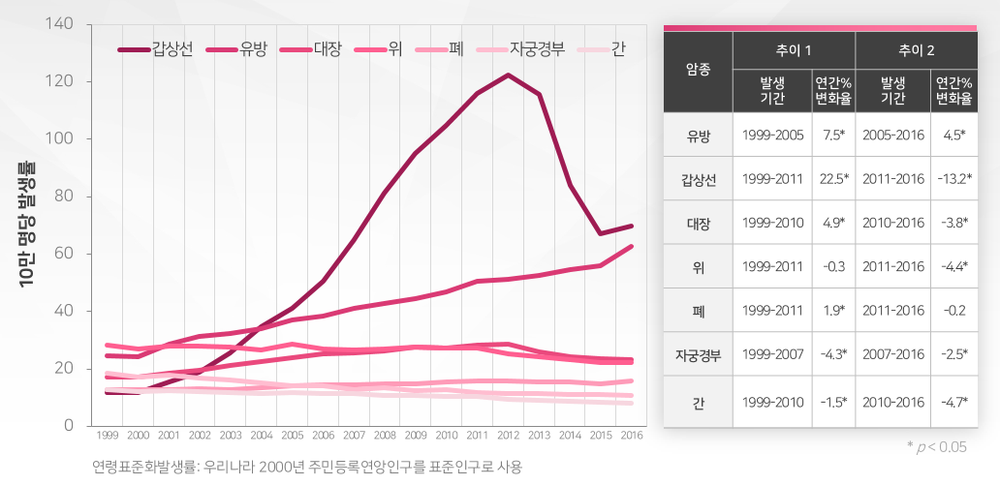 140
120
100
80
60
40
20
0
10만 명당 발생률
갑상선 유방 대장 위 폐 자궁경부 간
1999 2000 2001 2002 2003 2004 2005 2006 2007 2008 2009 2010 2011 2012 2013 2014 2015 2016
연령표준화발생률: 우리나라 2000년 주민등록연앙인구를 표준인구로 사용
암종 추이 1 추이 2
발생 연간% 발생 연간%
기간 변화율 기간 변화율
유방 1999-2005 7.5* 2005-2016 4.5*
갑상선 1999-2011 22.5* 2011-2016 -13.2*
대장 1999-2010 4.9* 2010-2016 -3.8*
위 1999-2011 -0.3 2011-2016 -4.4*
폐 1999-2011 1.9* 2011-2016 -0.2
자궁경부 1999-2007 -4.3* 2007-2016 -2.5*
간 1999-2010 -1.5* 2010-2016 -4.7*
* p < 0.05